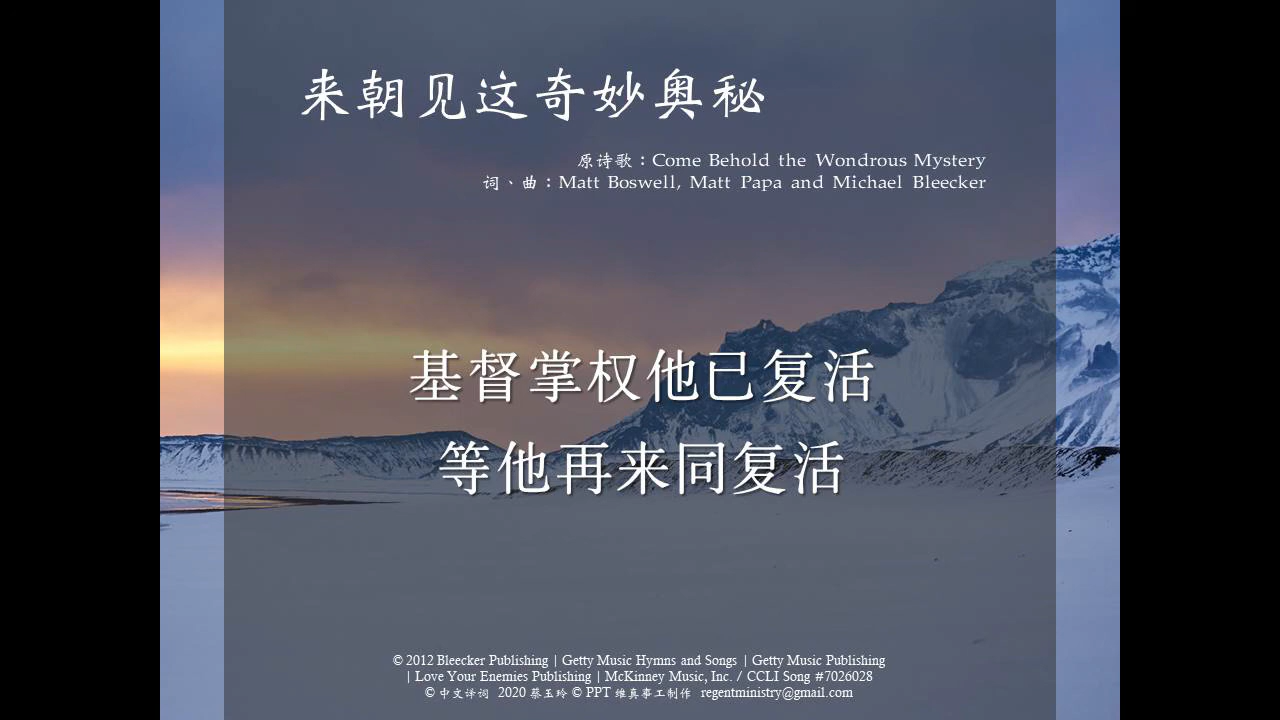 来朝见这奇妙奥秘
原诗歌：Come Behold the Wondrous Mystery
词、曲：Matt Boswell, Matt Papa and Michael Bleecker
基督掌权他已复活
等他再来同复活
© 2012 Bleecker Publishing | Getty Music Hymns and Songs | Getty Music Publishing
| Love Your Enemies Publishing | McKinney Music, Inc. / CCLI Song #7026028
© 中文译词 2020 蔡玉玲 © PPT 维真事工制作 regentministry@gmail.com